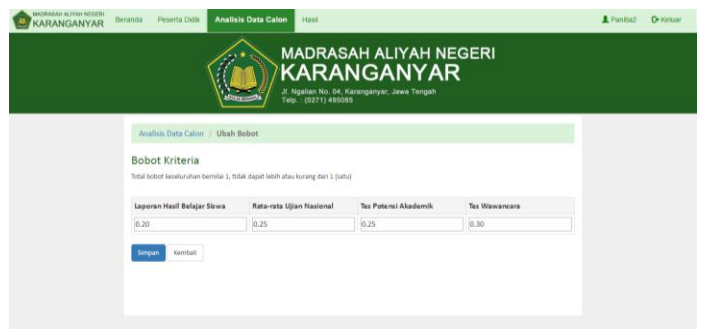 MADRASAH ALIYAH NEGERI
KARANGANYAR
Beranda Peserta Didik Analisis Data Calon Hasil Panitia2 Keluar
MADRASAH ALIYAH NEGERI
KARANGANYAR
Jl. Ngalian No. 04, Karanganyar, Jawa Tengah
Telp. : (0271) 495085
Analisis Data Calon / Ubah Bobot
Bobot Kriteria
Total bobot keseluruhan bernilai 1, tidak dapat lebih atau kurang dari 1 (satu)
Laporan Hasil Belajar Siswa Rata-rata Ujian Nasional Tes Potensi Akademik Tes Wawancara
0.20 0.25 0.25 0.30
Simpan Kembali